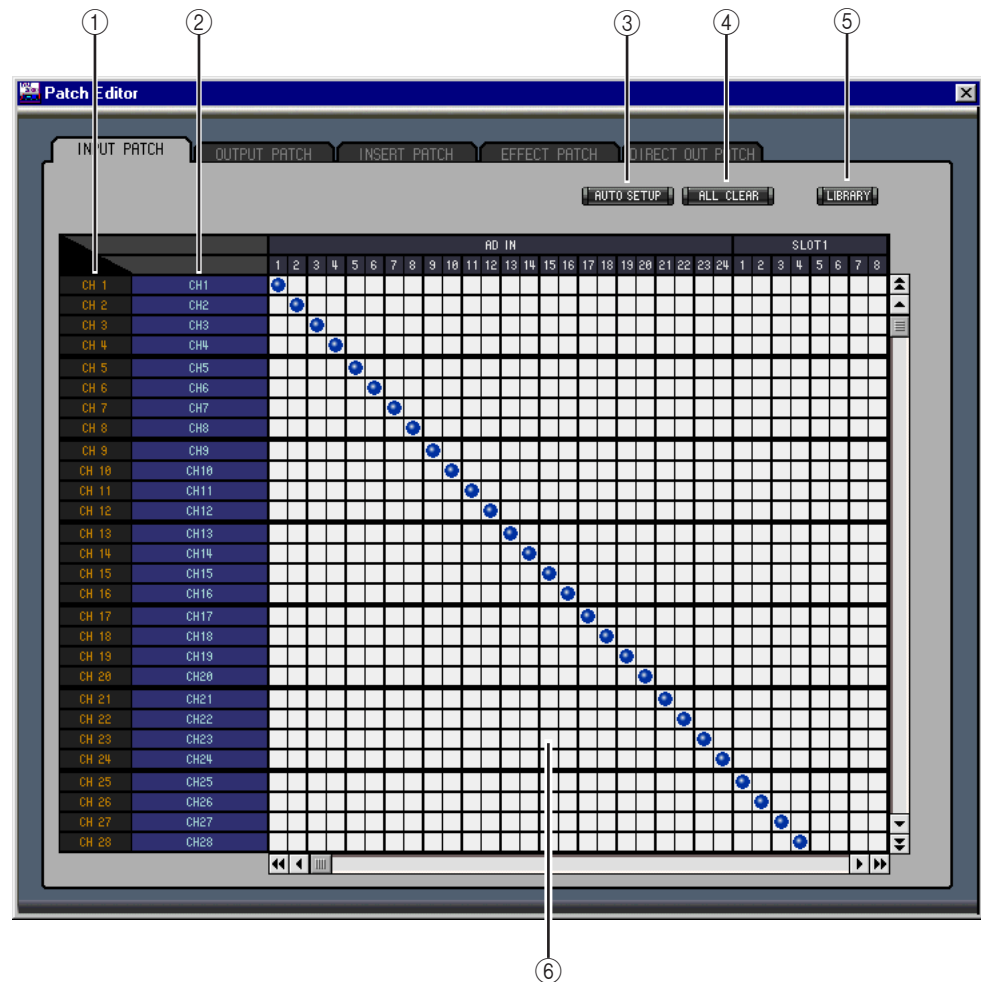 ① ② ③ ④ ⑤
Patch Editor
INPUT PATCH OUTPUT PATCH INSERT PATCH EFFECT PATCH DIRECT OUT PATCH
AUTO SETUP ALL CLEAR LIBRARY
AD IN SLOT1
1 2 3 4 5 6 7 8 9 10 11 12 13 14 15 16 17 18 19 20 21 22 23 24 1 2 3 4 5 6 7 8
CH 1 CH1
CH 2 CH2
CH 3 CH3
CH 4 CH4
CH 5 CH5
CH 6 CH6
CH 7 CH7
CH 8 CH8
CH 9 CH9
CH 10 CH10
CH 11 CH11
CH 12 CH12
CH 13 CH13
CH 14 CH14
CH 15 CH15
CH 16 CH16
CH 17 CH17
CH 18 CH18
CH 19 CH19
CH 20 CH20
CH 21 CH21
CH 22 CH22
CH 23 CH23
CH 24 CH24
CH 25 CH25
CH 26 CH26
CH 27 CH27
CH 28 CH28
⑥